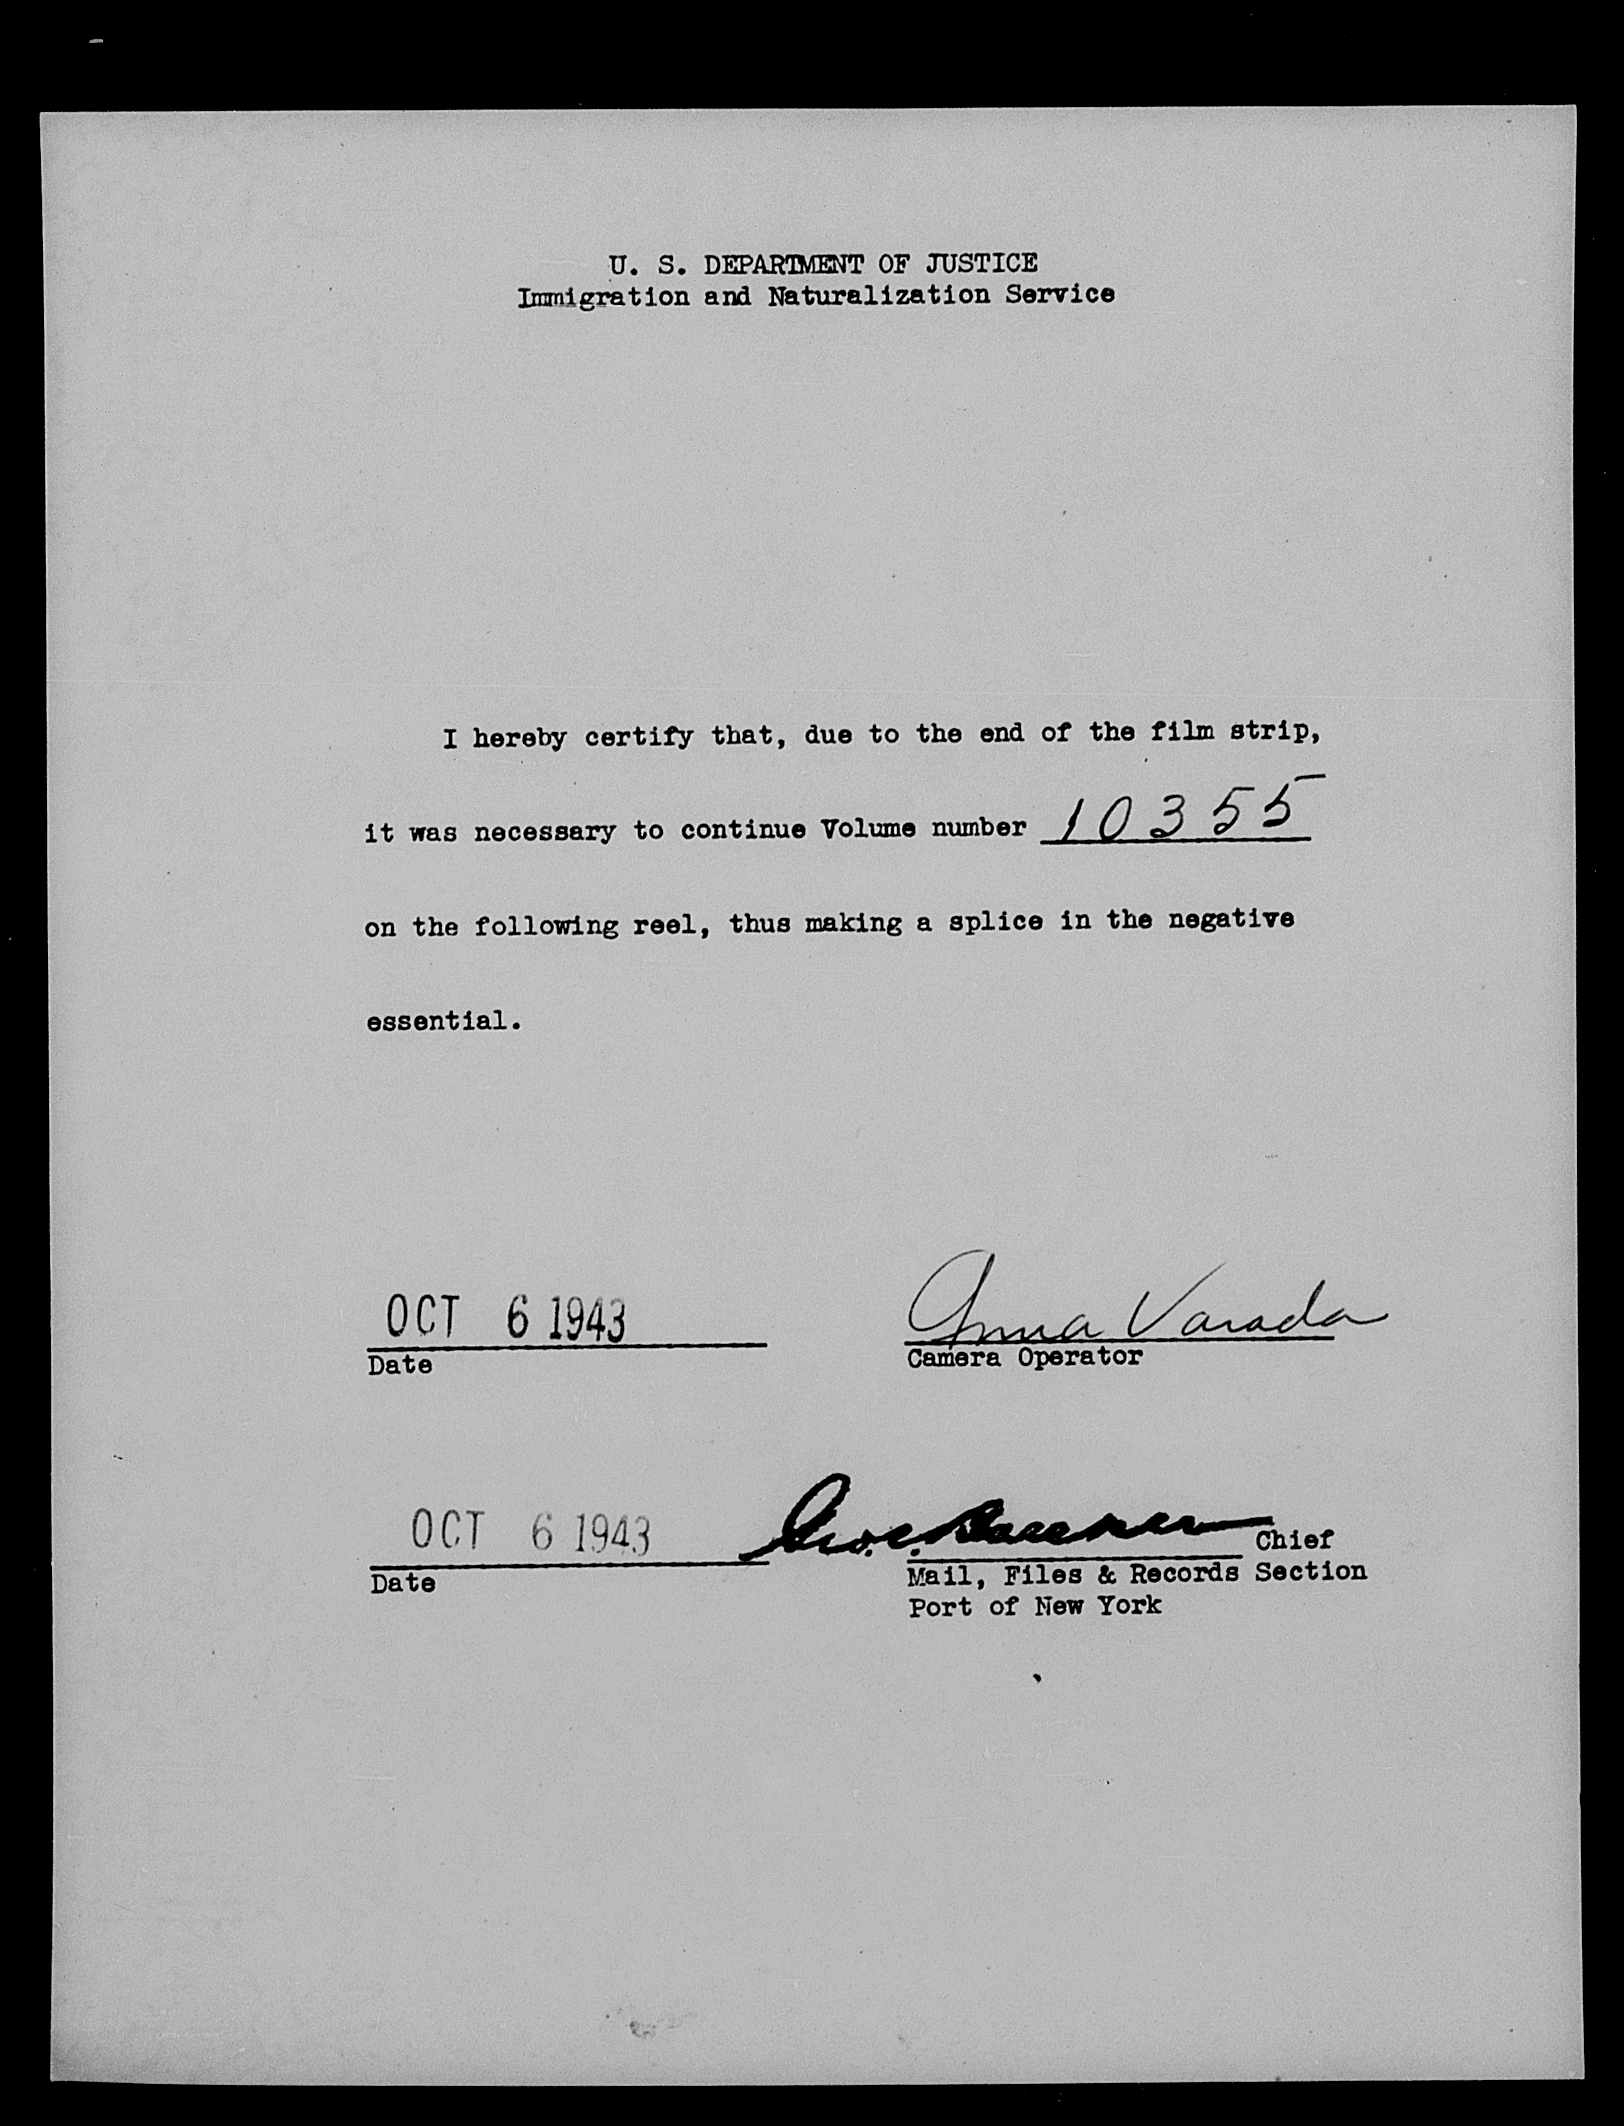 U. S. DEPARTMENT OF JUSTICE
Immigration and Naturalization Service
I hereby certify that, due to the end of the film strip,
it was necessary to continue Volume number 10355
on the following reel, thus making a splice in the negative
essential.
OCT 6 1943 Anna Varada
Date Camera Operator
OCT 6 1943 Chief
Date Mail, Files & Records Section
Port of New York